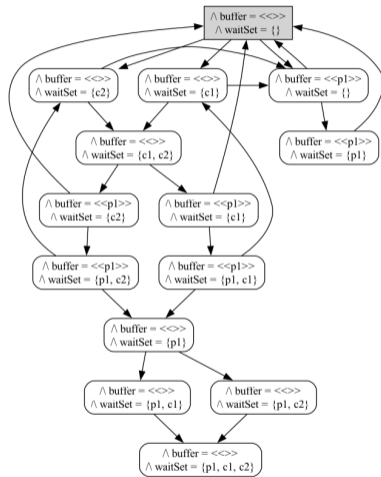 /\ buffer = <<>>
/\ waitSet = {}
/\ buffer = <<>>
/\ waitSet = {c2}
/\ buffer = <<>>
/\ waitSet = {c1}
/\ buffer = <<p1>>
/\ waitSet = {}
/\ buffer = <<>>
/\ waitSet = {c1, c2}
/\ buffer = <<p1>>
/\ waitSet = {p1}
/\ buffer = <<p1>>
/\ waitSet = {c2}
/\ buffer = <<p1>>
/\ waitSet = {c1}
/\ buffer = <<p1>>
/\ waitSet = {p1, c2}
/\ buffer = <<p1>>
/\ waitSet = {p1, c1}
/\ buffer = <<>>
/\ waitSet = {p1}
/\ buffer = <<>>
/\ waitSet = {p1, c1}
/\ buffer = <<>>
/\ waitSet = {p1, c2}
/\ buffer = <<>>
/\ waitSet = {p1, c1, c2}